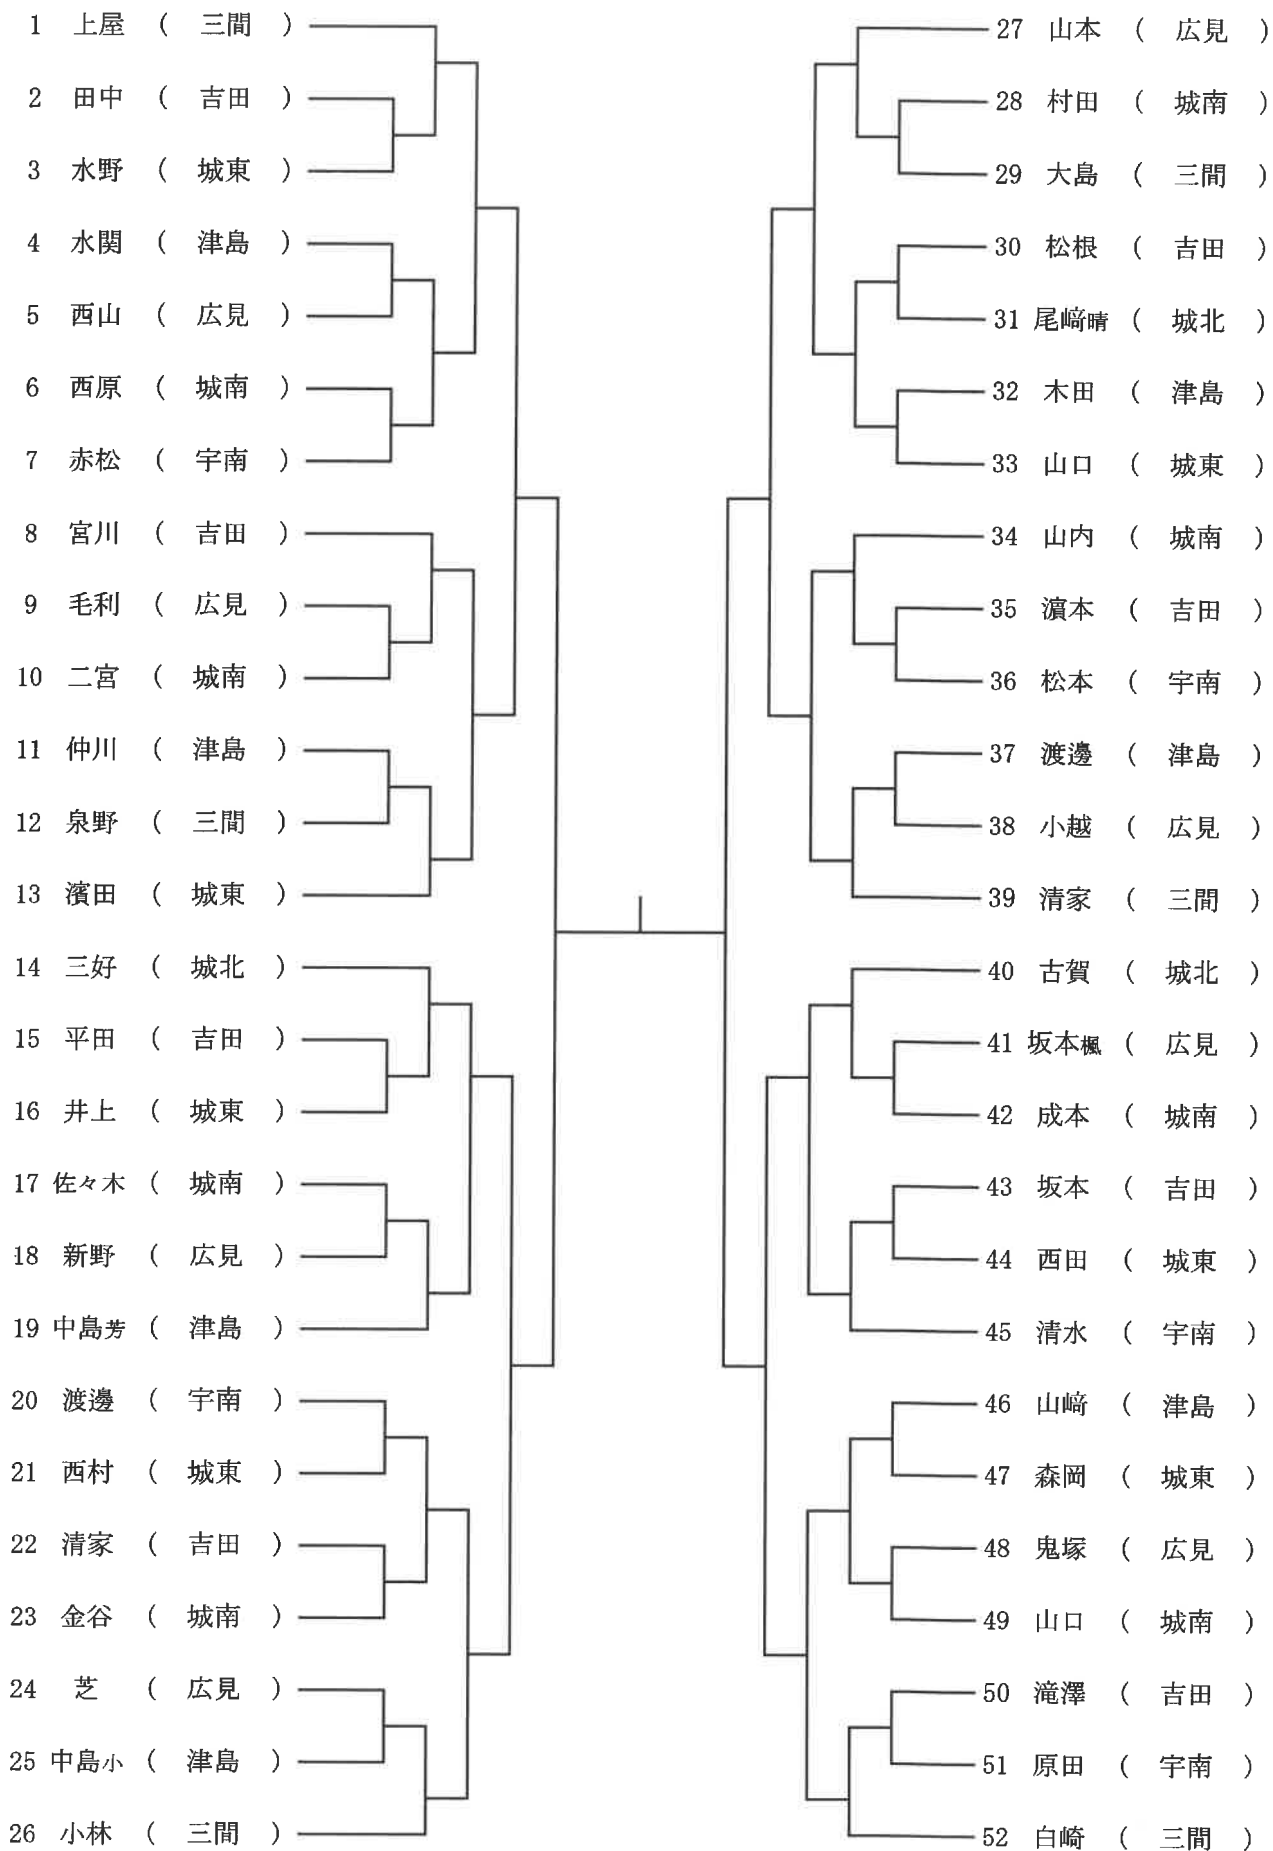 1 上屋 ( 三間 )
2 田中 ( 吉田 )
3 水野 ( 城東 )
4 水関 ( 津島 )
5 西山 ( 広見 )
6 西原 ( 城南 )
7 赤松 ( 宇南 )
8 宮川 ( 吉田 )
9 毛利 ( 広見 )
10 二宮 ( 城南 )
11 仲川 ( 津島 )
12 泉野 ( 三間 )
13 濱田 ( 城東 )
14 三好 ( 城北 )
15 平田 ( 吉田 )
16 井上 ( 城東 )
17 佐々木 ( 城南 )
18 新野 ( 広見 )
19 中島芳 ( 津島 )
20 渡邊 ( 宇南 )
21 西村 ( 城東 )
22 清家 ( 吉田 )
23 金谷 ( 城南 )
24 芝 ( 広見 )
25 中島小 ( 津島 )
26 小林 ( 三間 )
27 山本 ( 広見 )
28 村田 ( 城南 )
29 大島 ( 三間 )
30 松根 ( 吉田 )
31 尾﨑晴 ( 城北 )
32 木田 ( 津島 )
33 山口 ( 城東 )
34 山内 ( 城南 )
35 濵本 ( 吉田 )
36 松本 ( 宇南 )
37 渡邊 ( 津島 )
38 小越 ( 広見 )
39 清家 ( 三間 )
40 古賀 ( 城北 )
41 坂本楓 ( 広見 )
42 成本 ( 城南 )
43 坂本 ( 吉田 )
44 西田 ( 城東 )
45 清水 ( 宇南 )
46 山﨑 ( 津島 )
47 森岡 ( 城東 )
48 鬼塚 ( 広見 )
49 山口 ( 城南 )
50 滝澤 ( 吉田 )
51 原田 ( 宇南 )
52 白崎 ( 三間 )